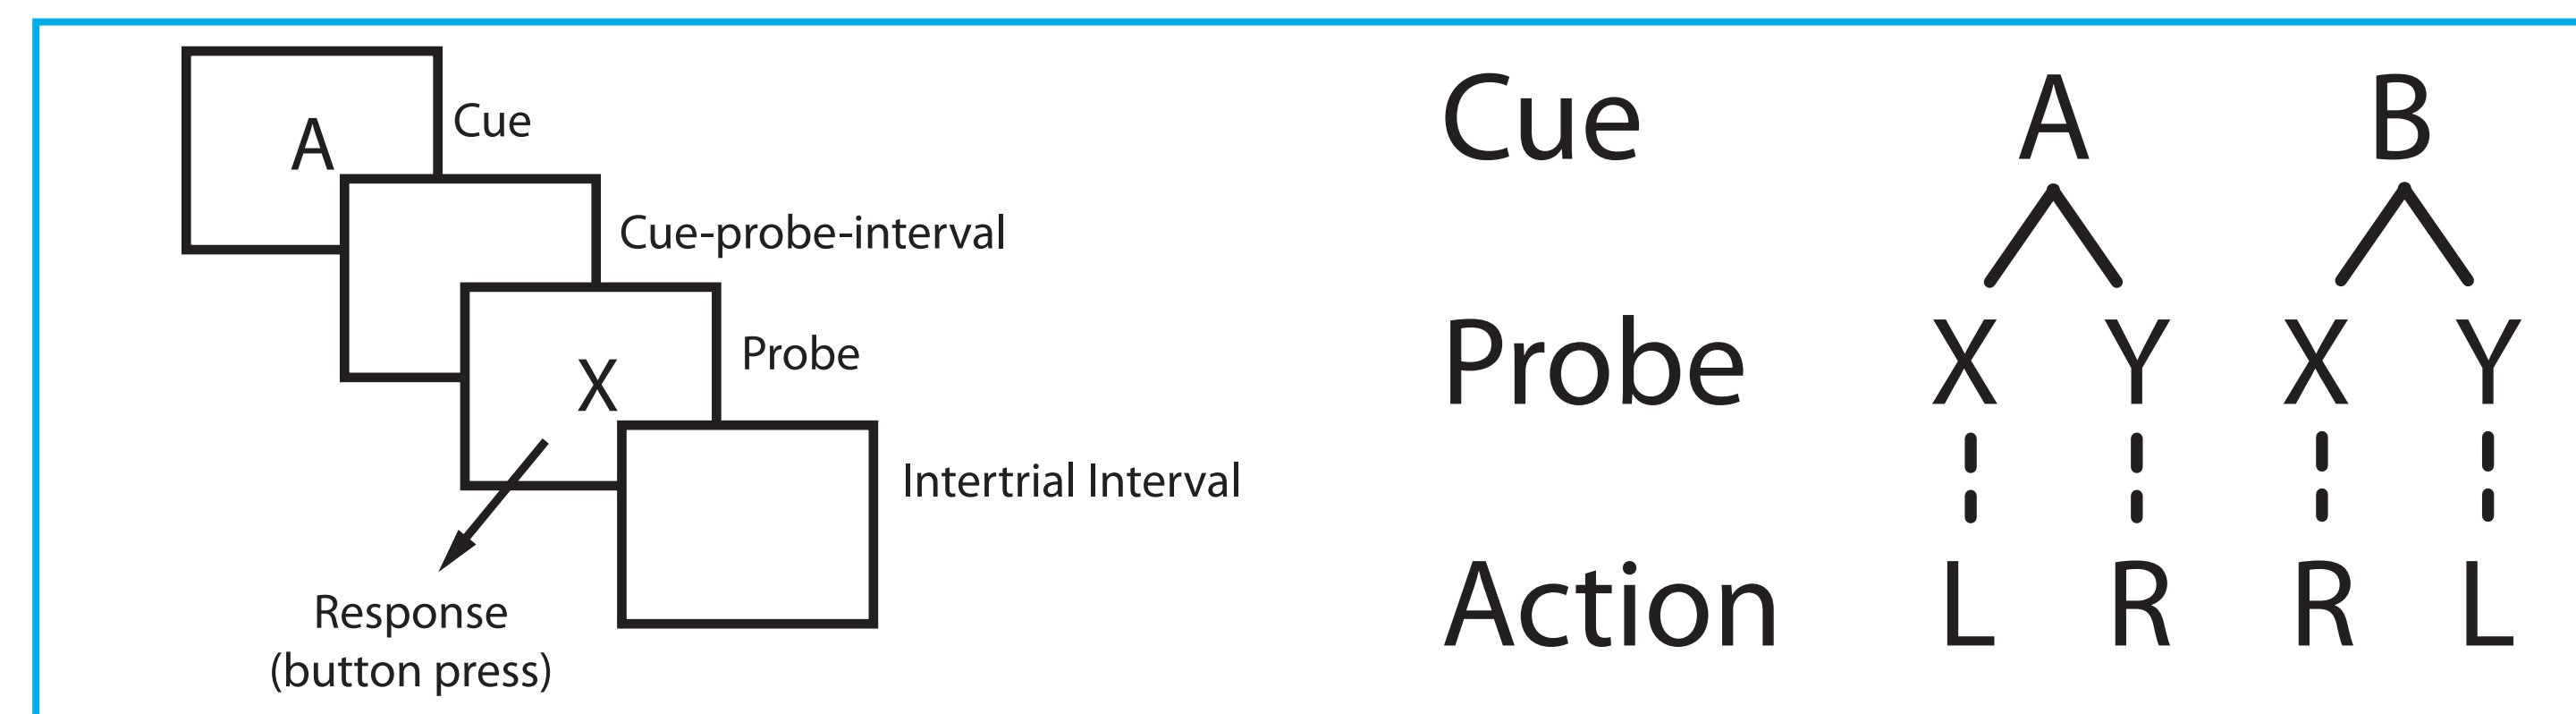 A
Cue
Cue-probe-interval
X
Probe
Intertrial Interval
Response
(button press)
Cue A B
Probe X Y X Y
Action L R R L